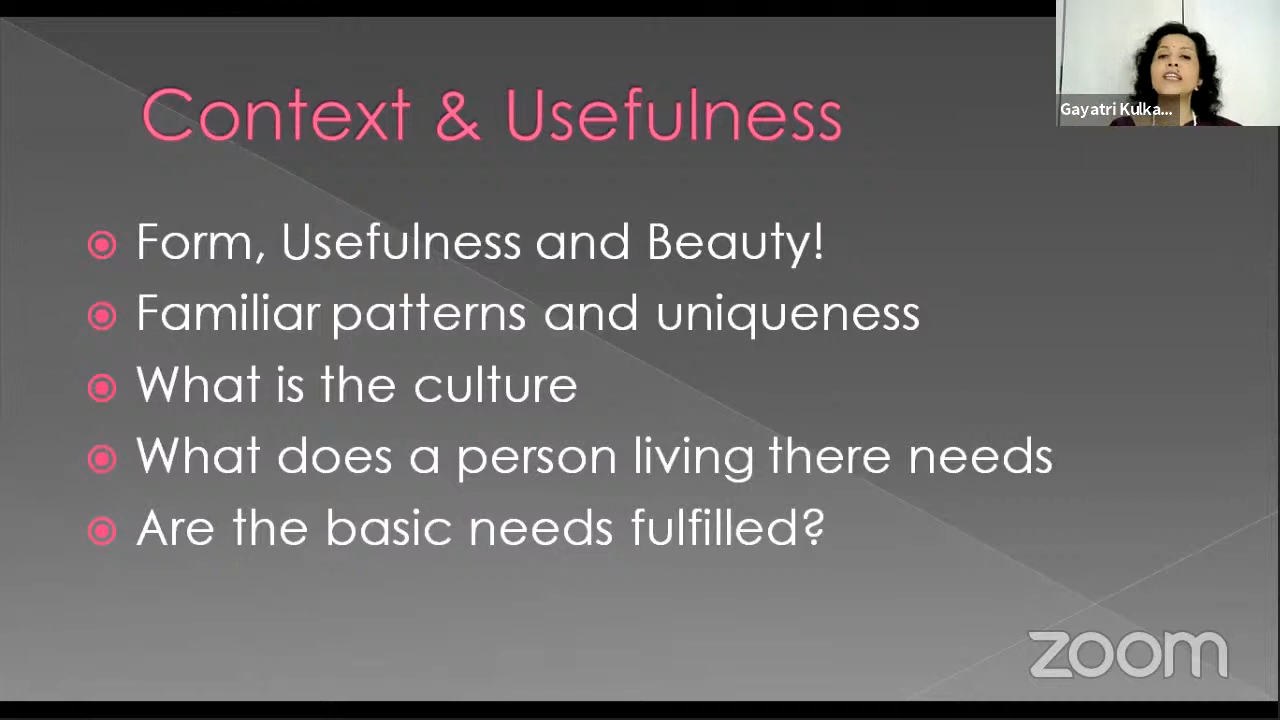 Context & Usefulness
Gayatri Kulka...
Form, Usefulness and Beauty!
Familiar patterns and uniqueness
What is the culture
What does a person living there needs
Are the basic needs fulfilled?
zoom